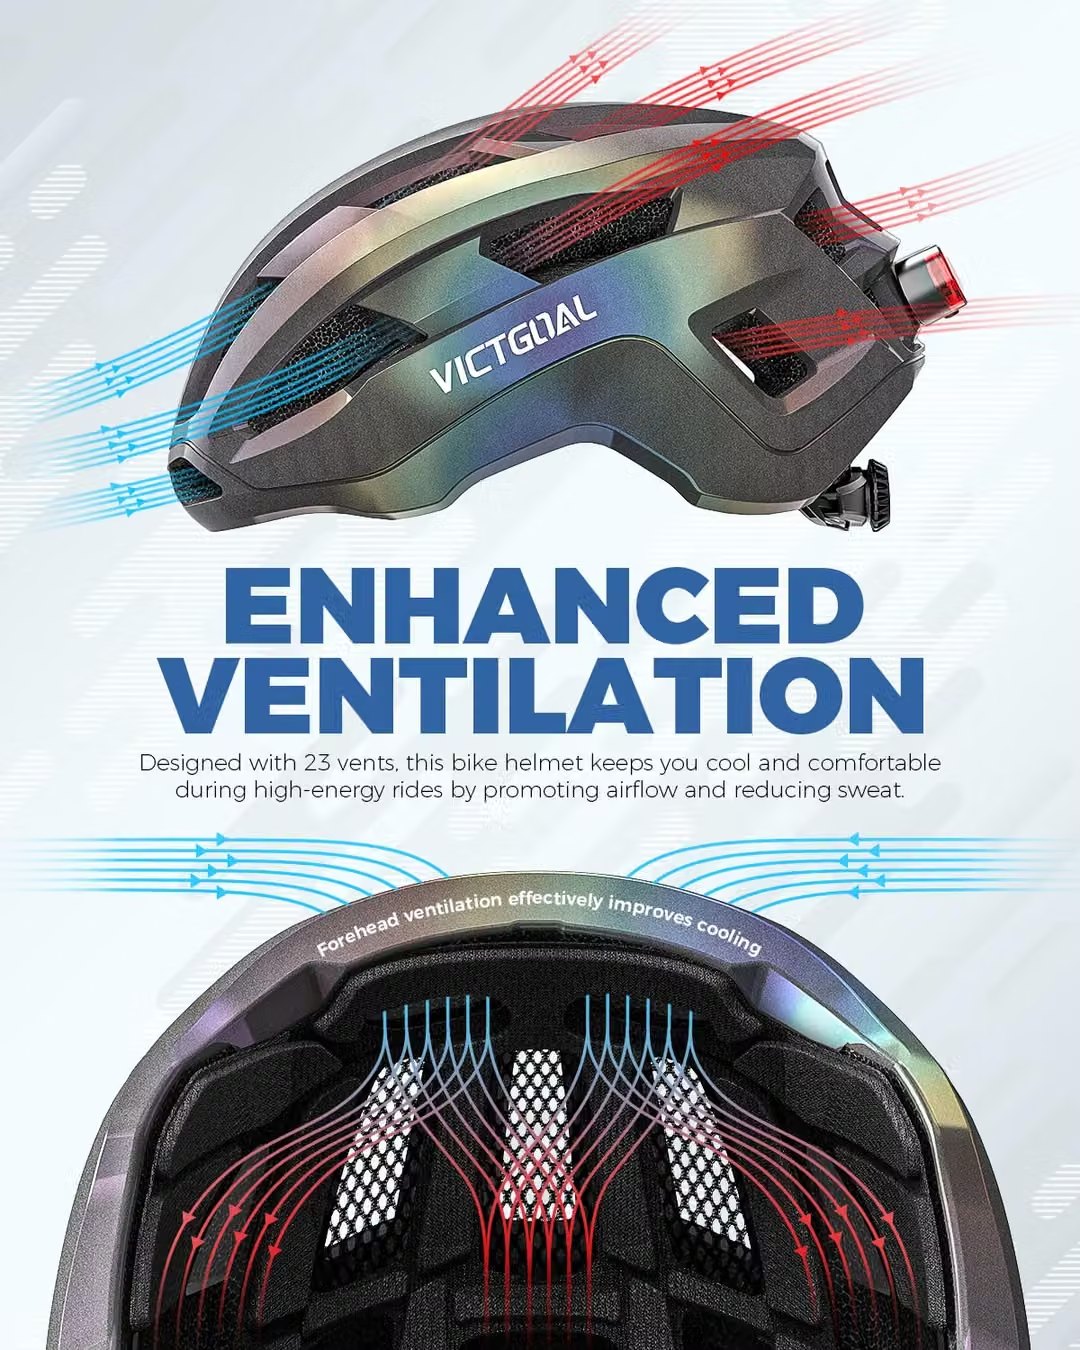 VICTGOAL
ENHANCED
VENTILATION
Designed with 23 vents, this bike helmet keeps you cool and comfortable
during high-energy rides by promoting airflow and reducing sweat.
Forehead ventilation effectively improves cooling